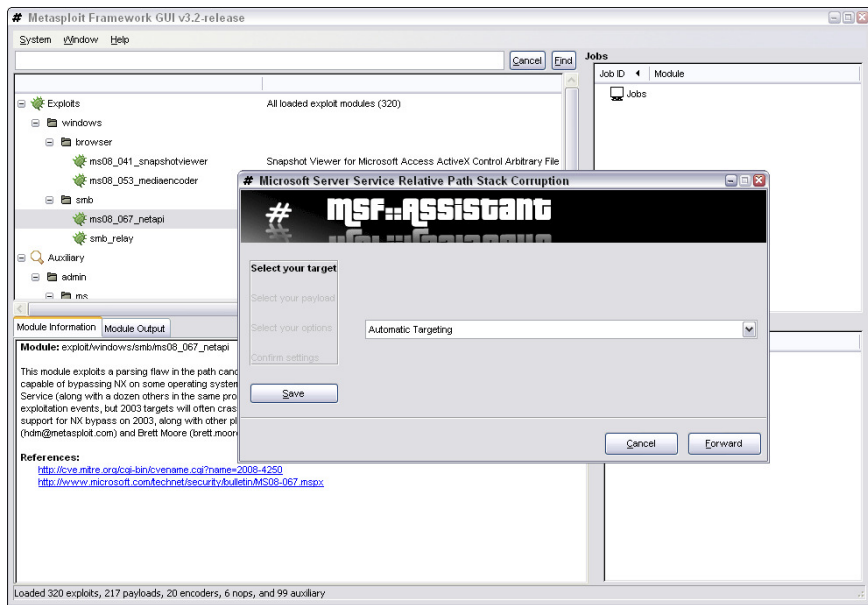 # Metasploit Framework GUI v3.2-release
System Window Help
Cancel Find
Jobs
Job ID Module
Jobs
Exploits All loaded exploit modules (320)
windows
browser
ms08_041_snapshotviewer Snapshot Viewer for Microsoft Access ActiveX Control Arbitrary File
ms08_053_mediaencoder
smb
ms08_067_netapi
smb_relay
Auxiliary
admin
ms
# Microsoft Server Service Relative Path Stack Corruption
# msf::Assistant
Select your target
Select your payload
Select your options
Confirm settings
Automatic Targeting
Save
Cancel Forward
Module Information Module Output
Module: exploit/windows/smb/ms08_067_netapi
This module exploits a parsing flaw in the path
capable of bypassing NX on some operating
Service (along with a dozen others in the same
exploitation events, but 2003 targets will often
support for NX bypass on 2003, along with other
(hdm@metasploit.com) and Brett Moore
References:
http://cve.mitre.org/cgi-bin/cvename.cgi?name=2008-4250
http://www.microsoft.com/technet/security/bulletin/MS08-067.mspx
Loaded 320 exploits, 217 payloads, 20 encoders, 6 nops, and 99 auxiliary